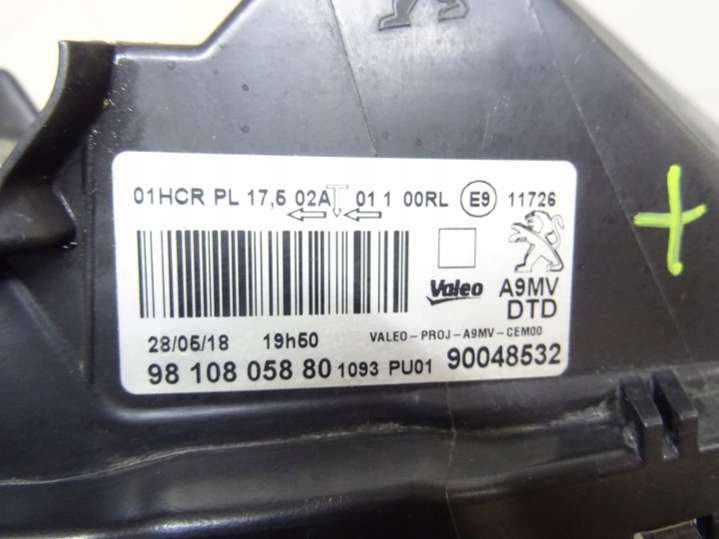 01HCR PL 17,5 02A 01 1 00RL E9 11726
Valeo A9MV
DTD
28/05/18 19h50 VALEO-PROJ-A9MV-CEM00
98 108 058 80 1093 PU01 90048532